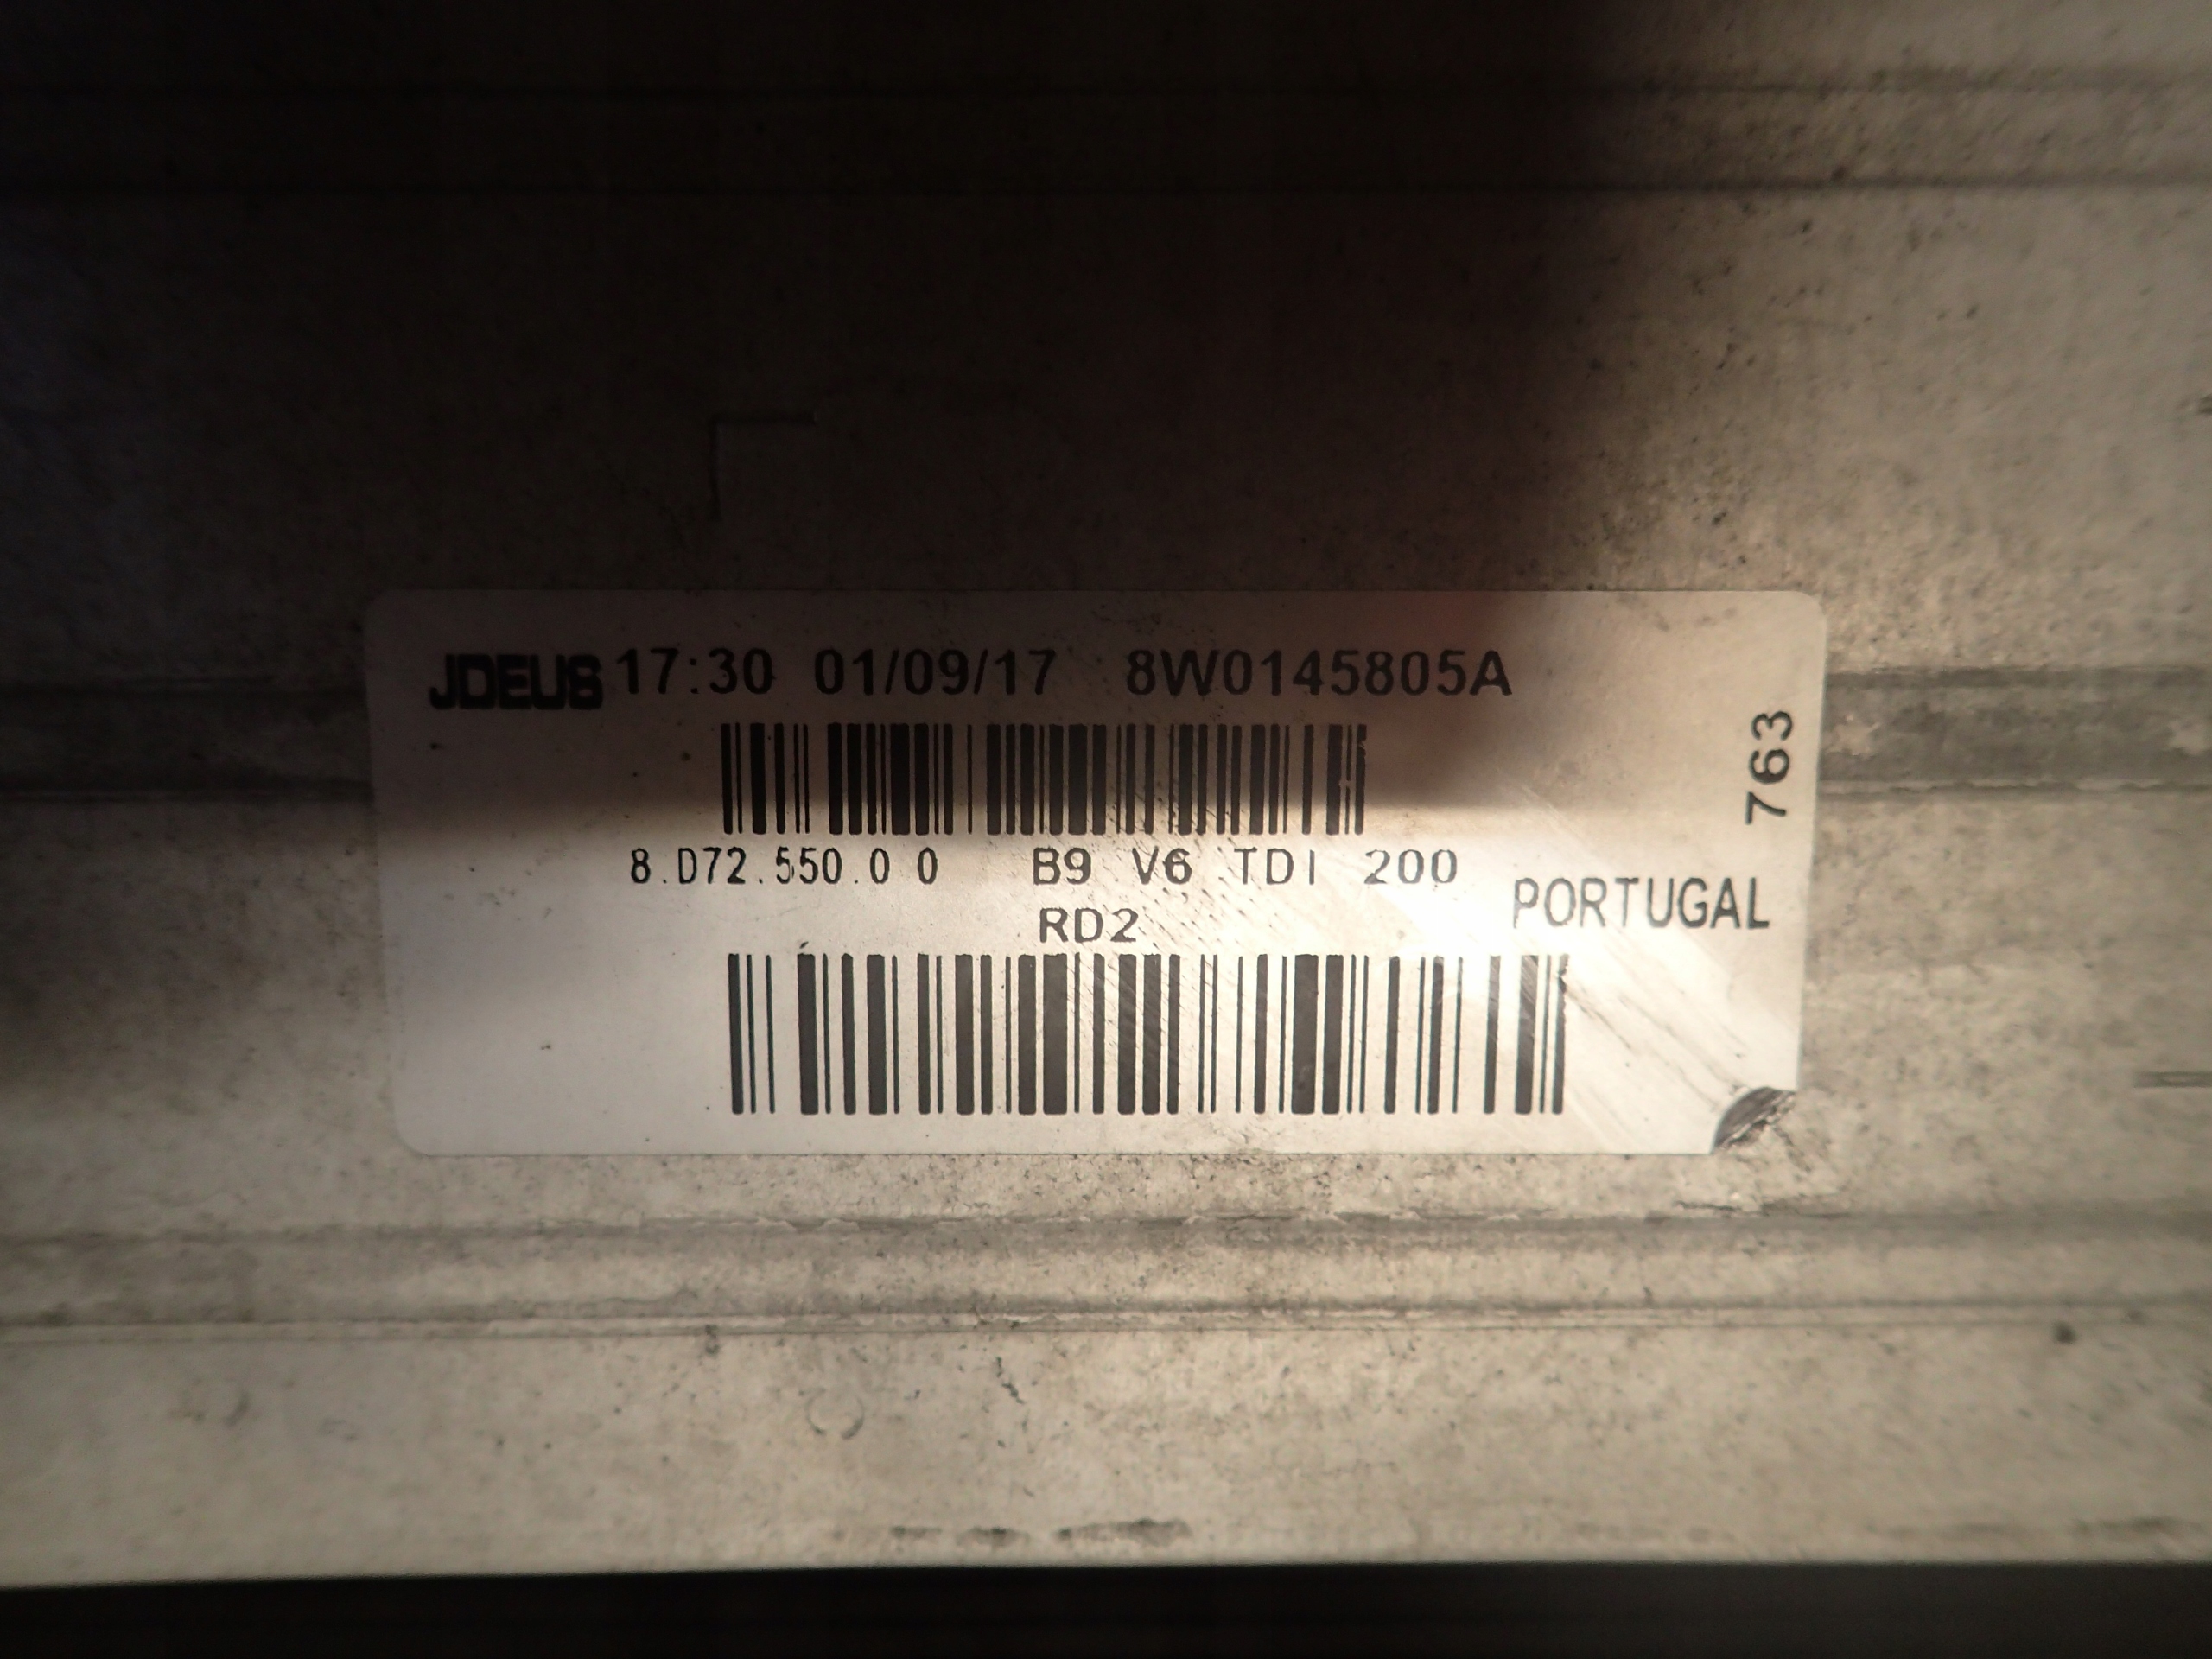 JDEUS 17:30 01/09/17 8W0145805A
763
8.D72.550.0 0 B9 V6 TDI 200
PORTUGAL
RD2